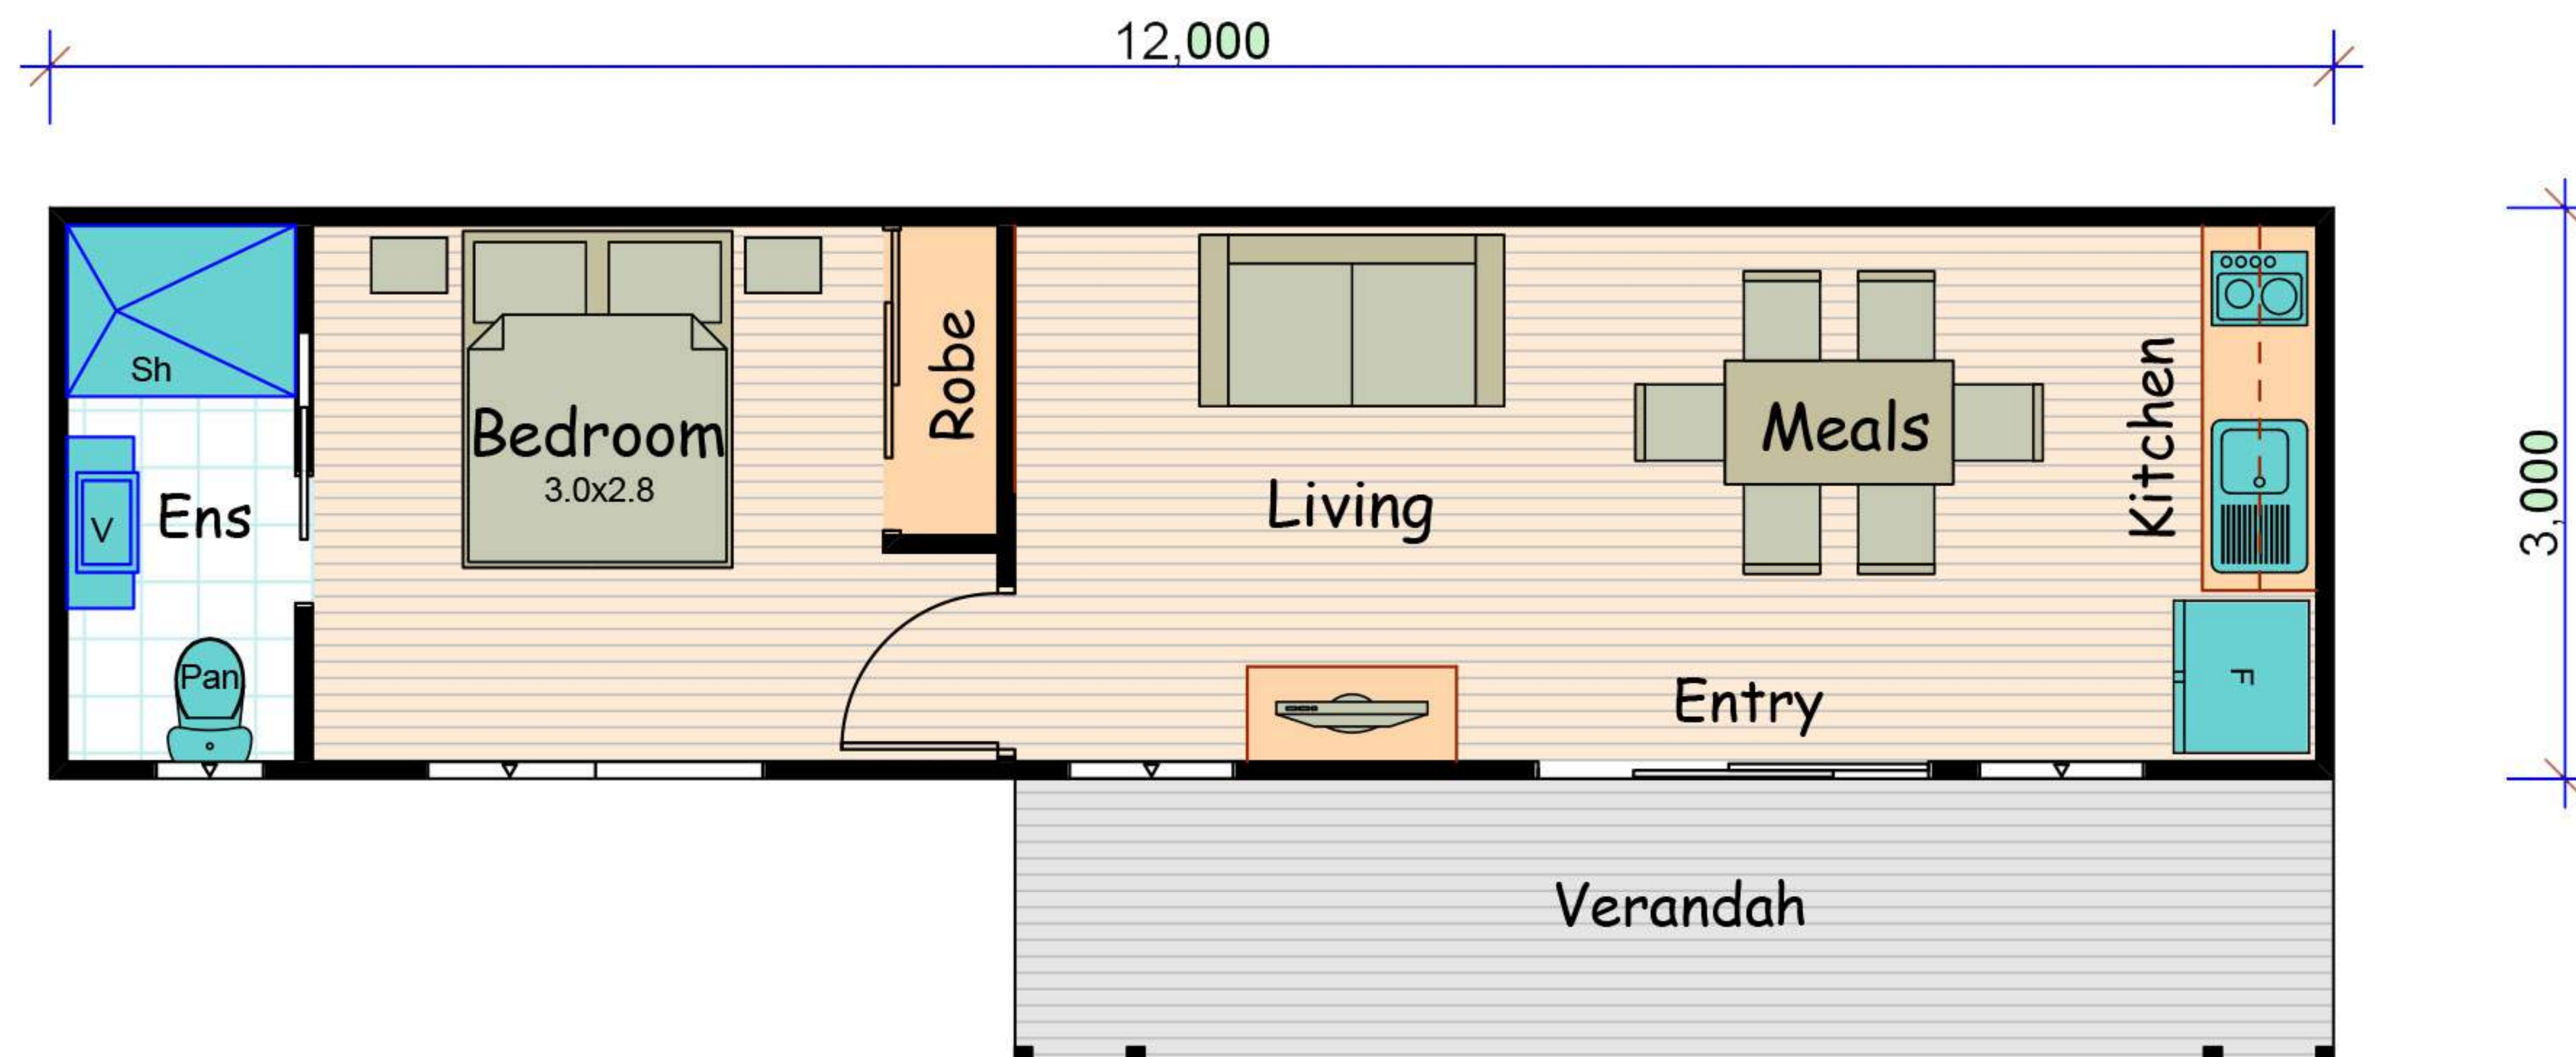 12,000
Sh
Bedroom
3.0x2.8
Robe
Ens
V
Pan
Living
Meals
Kitchen
Entry
F
3,000
Verandah